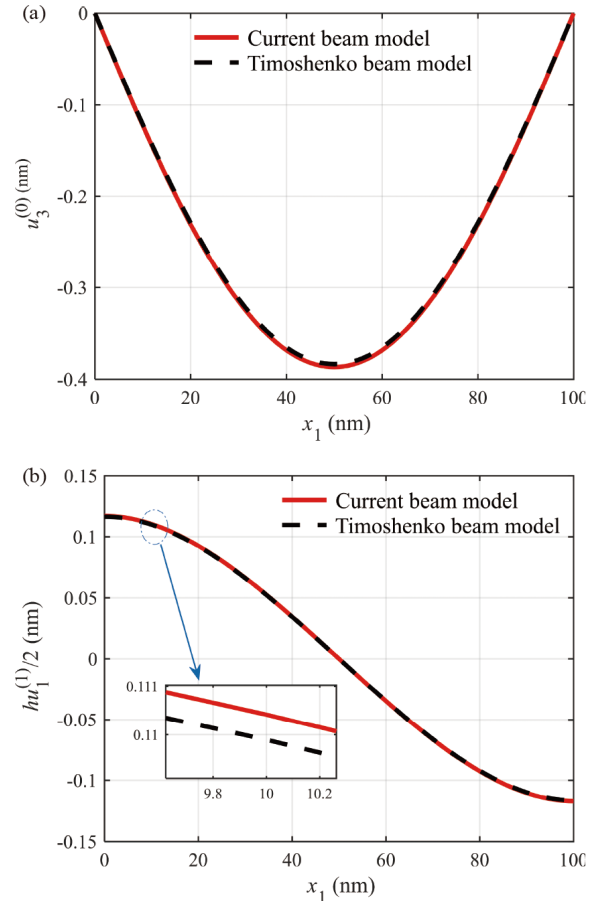 (a)
Current beam model
Timoshenko beam model
0
-0.1
-0.2
-0.3
-0.4
u₃⁽⁰⁾ (nm)
0 20 40 60 80 100
x₁ (nm)
(b)
Current beam model
Timoshenko beam model
0.15
0.1
0.05
0
-0.05
-0.1
-0.15
hu₁⁽¹⁾/2 (nm)
0.111
0.11
9.8 10 10.2
0 20 40 60 80 100
x₁ (nm)